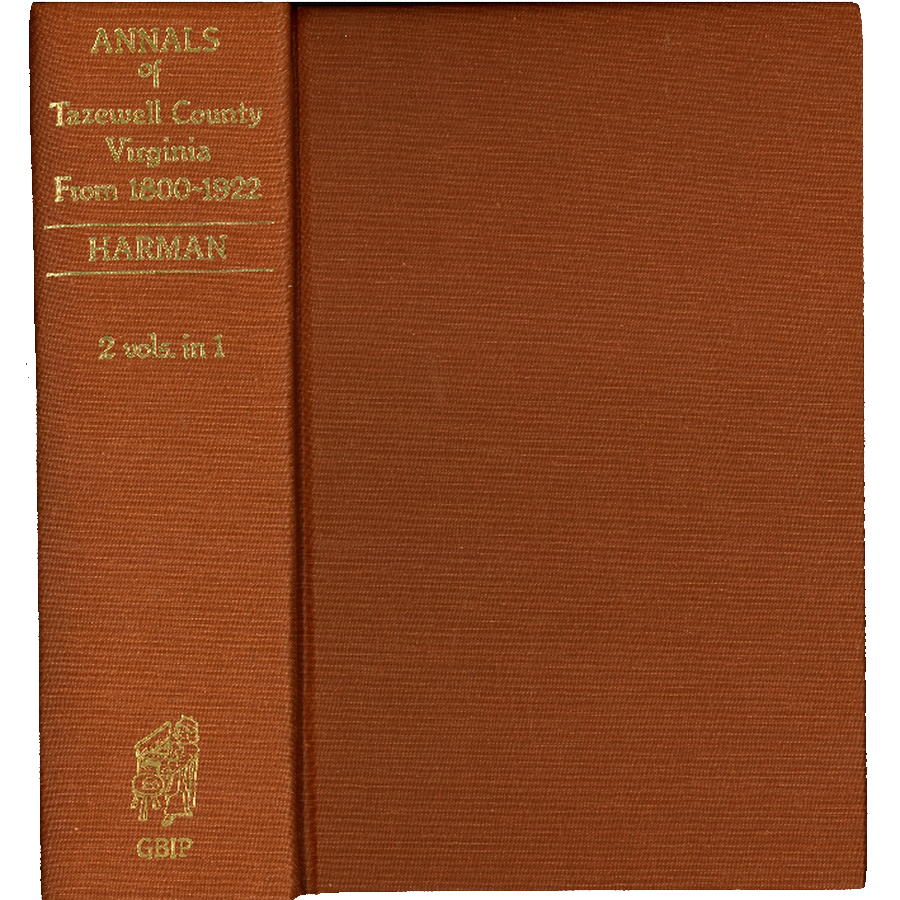 ANNALS
of
Tazewell County
Virginia
From 1800-1922
HARMAN
2 vols. in 1
GBIP